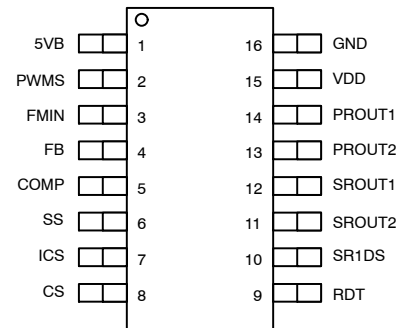 5VB 1 16 GND
PWMS 2 15 VDD
FMIN 3 14 PROUT1
FB 4 13 PROUT2
COMP 5 12 SROUT1
SS 6 11 SROUT2
ICS 7 10 SR1DS
CS 8 9 RDT